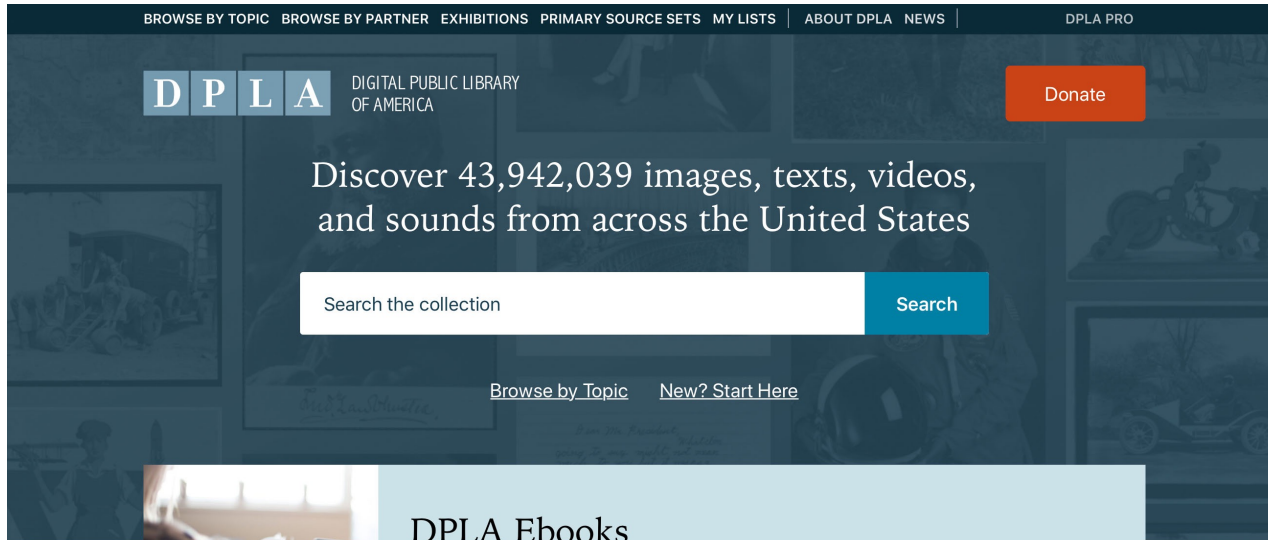 BROWSE BY TOPIC BROWSE BY PARTNER EXHIBITIONS PRIMARY SOURCE SETS MY LISTS ABOUT DPLA NEWS DPLA PRO
DPLA
DIGITAL PUBLIC LIBRARY
OF AMERICA
Donate
Discover 43,942,039 images, texts, videos,
and sounds from across the United States
Search the collection
Search
Browse by Topic New? Start Here
DPLA Ebooks